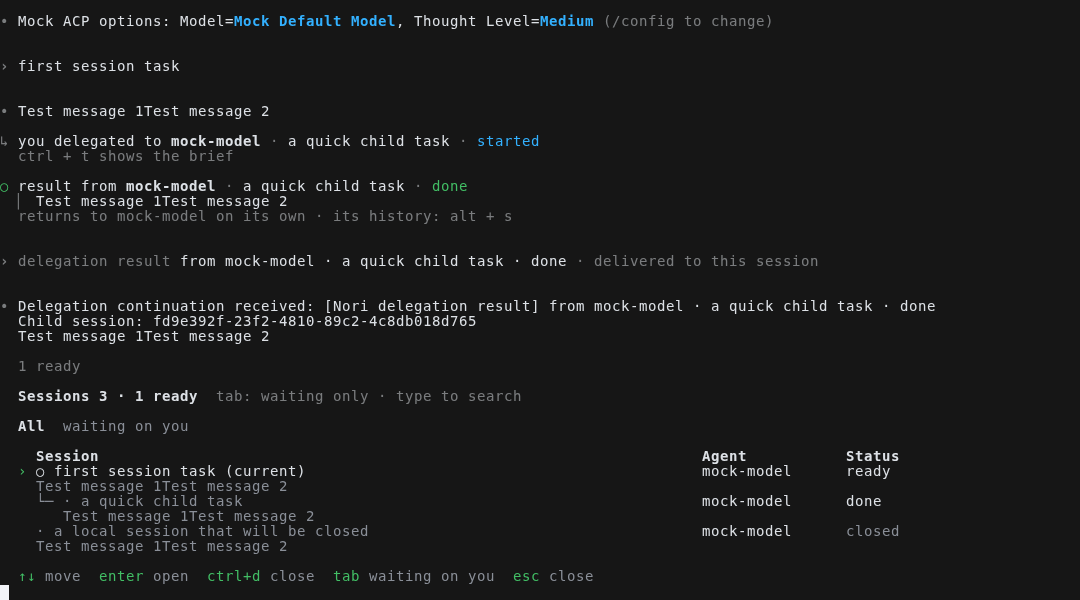 • Mock ACP options: Model=Mock Default Model, Thought Level=Medium (/config to change)
› first session task
• Test message 1Test message 2
↳ you delegated to mock-model · a quick child task · started
ctrl + t shows the brief
○ result from mock-model · a quick child task · done
│ Test message 1Test message 2
returns to mock-model on its own · its history: alt + s
› delegation result from mock-model · a quick child task · done · delivered to this session
• Delegation continuation received: [Nori delegation result] from mock-model · a quick child task · done
Child session: fd9e392f-23f2-4810-89c2-4c8db018d765
Test message 1Test message 2
1 ready
Sessions 3 · 1 ready  tab: waiting only · type to search
All  waiting on you
Session  Agent  Status
› ○ first session task (current)  mock-model  ready
Test message 1Test message 2
└─ · a quick child task  mock-model  done
Test message 1Test message 2
· a local session that will be closed  mock-model  closed
Test message 1Test message 2
↑↓ move  enter open  ctrl+d close  tab waiting on you  esc close